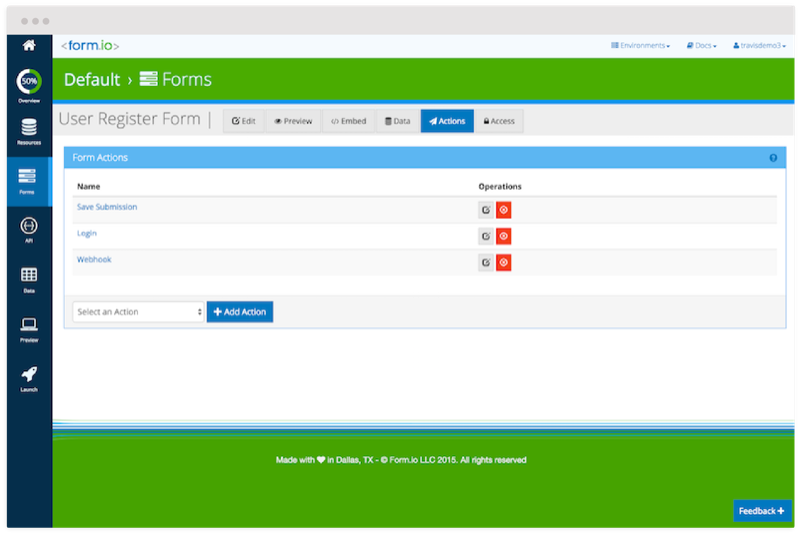 <form.io>
Environments
Docs
travisdemo3
50%
Overview
Resources
Forms
API
Data
Preview
Launch
Default › Forms
User Register Form |
Edit
Preview
</> Embed
Data
Actions
Access
Form Actions
Name Operations
Save Submission
Login
Webhook
Select an Action
Add Action
Made with ❤ in Dallas, TX - © Form.io LLC 2015. All rights reserved
Feedback +